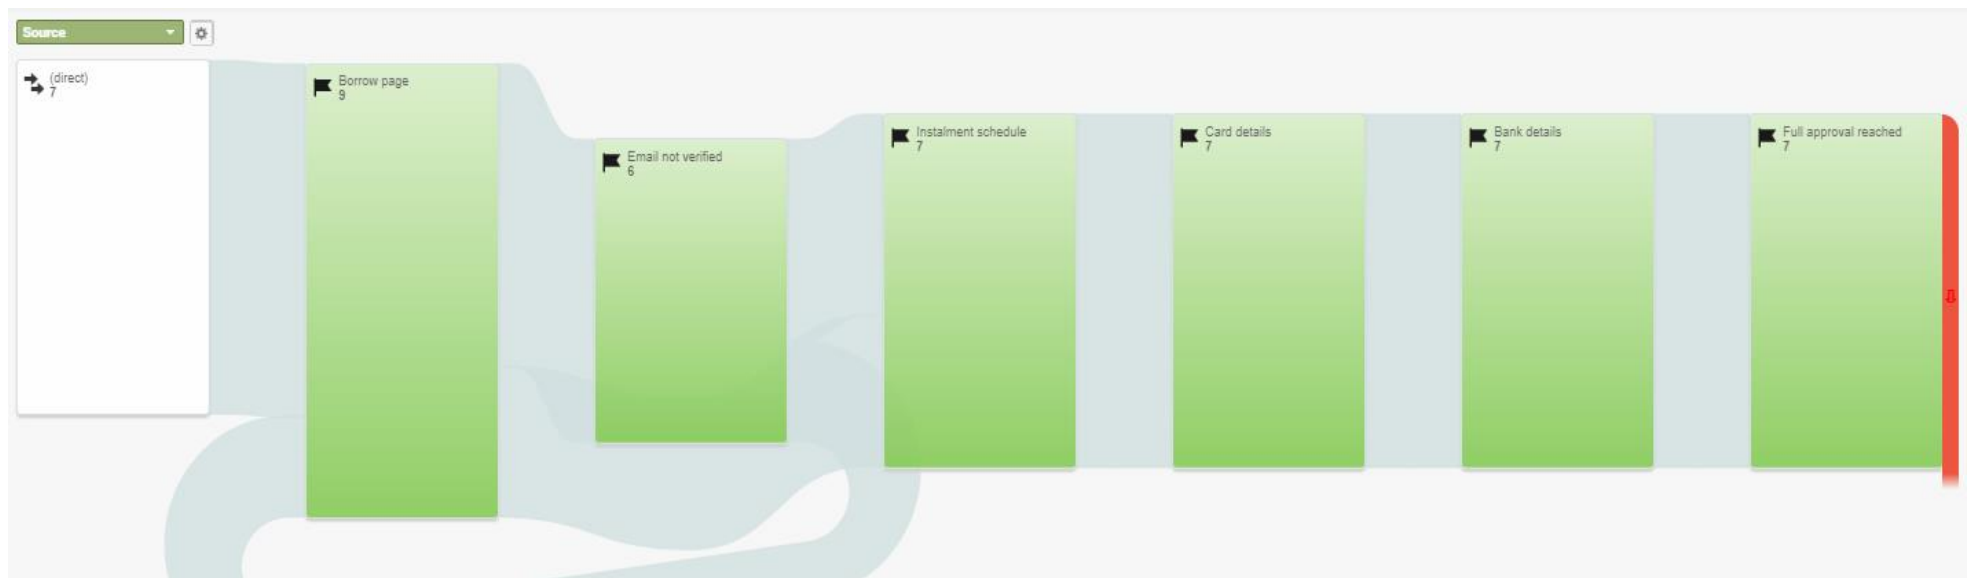 Source
(direct)
7
Borrow page
9
Email not verified
6
Instalment schedule
7
Card details
7
Bank details
7
Full approval reached
7